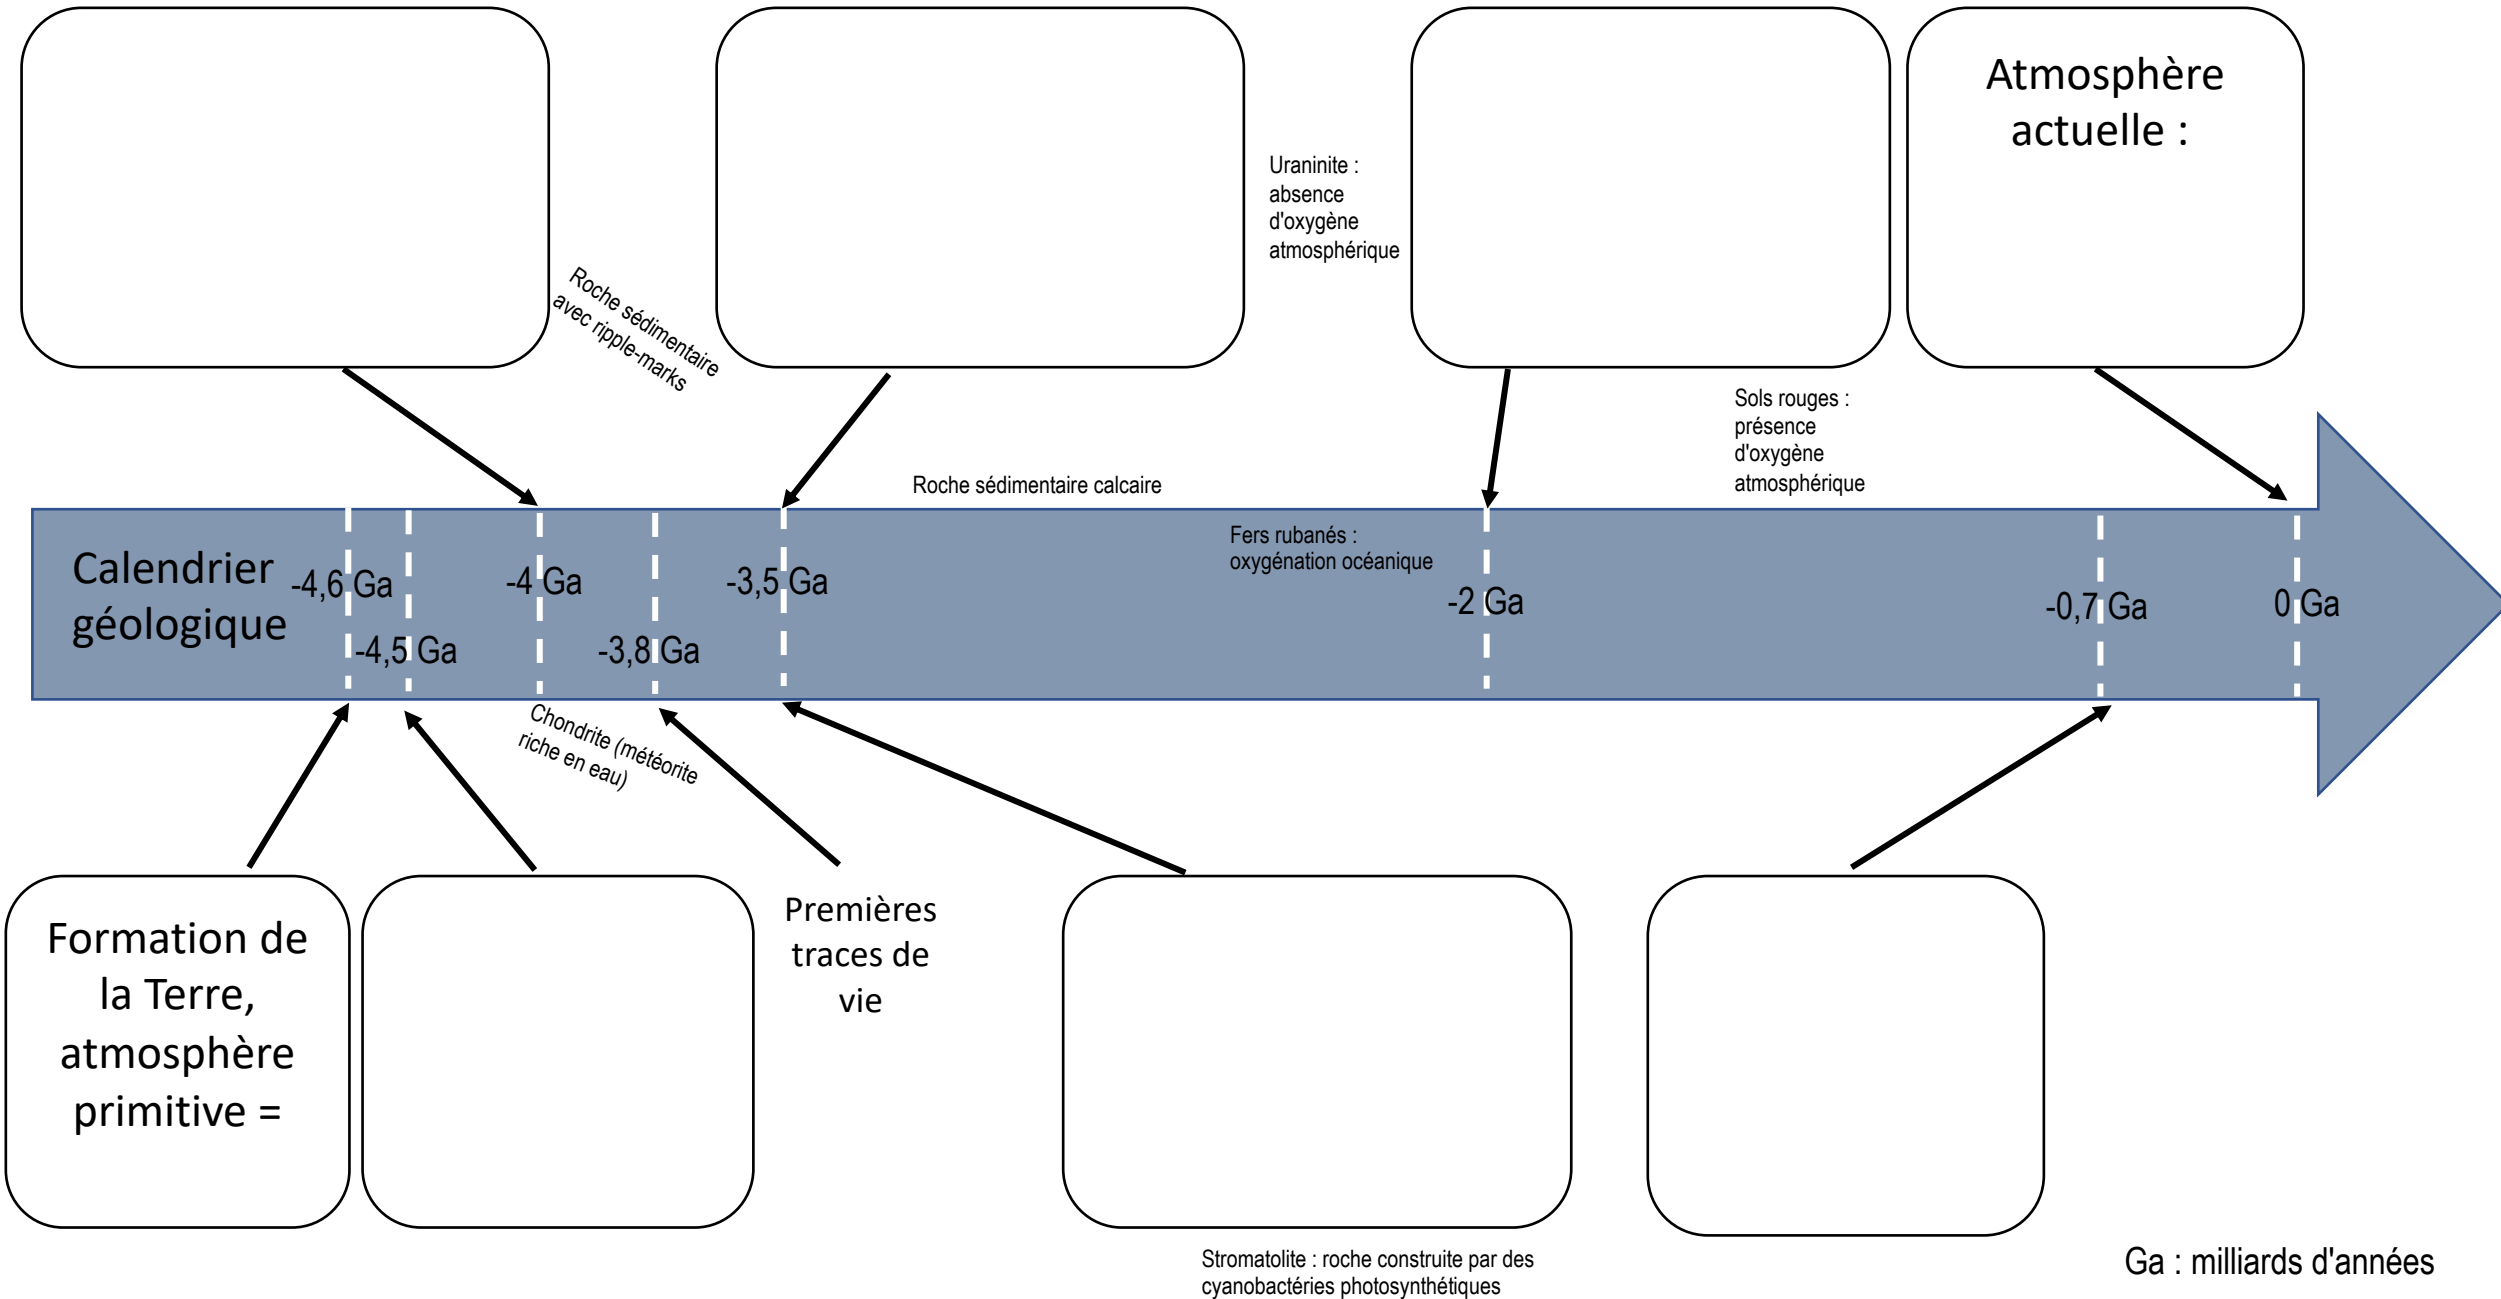 Atmosphère
actuelle :
Uraninite :
absence
d'oxygène
atmosphérique
Roche sédimentaire
avec ripple-marks
Sols rouges :
présence
d'oxygène
atmosphérique
Roche sédimentaire calcaire
Fers rubanés :
oxygénation océanique
Calendrier
géologique
-4,6 Ga
-4,5 Ga
-4 Ga
-3,8 Ga
-3,5 Ga
-2 Ga
-0,7 Ga
0 Ga
Chondrite (météorite
riche en eau)
Formation de
la Terre,
atmosphère
primitive =
Premières
traces de
vie
Stromatolite : roche construite par des
cyanobactéries photosynthétiques
Ga : milliards d'années